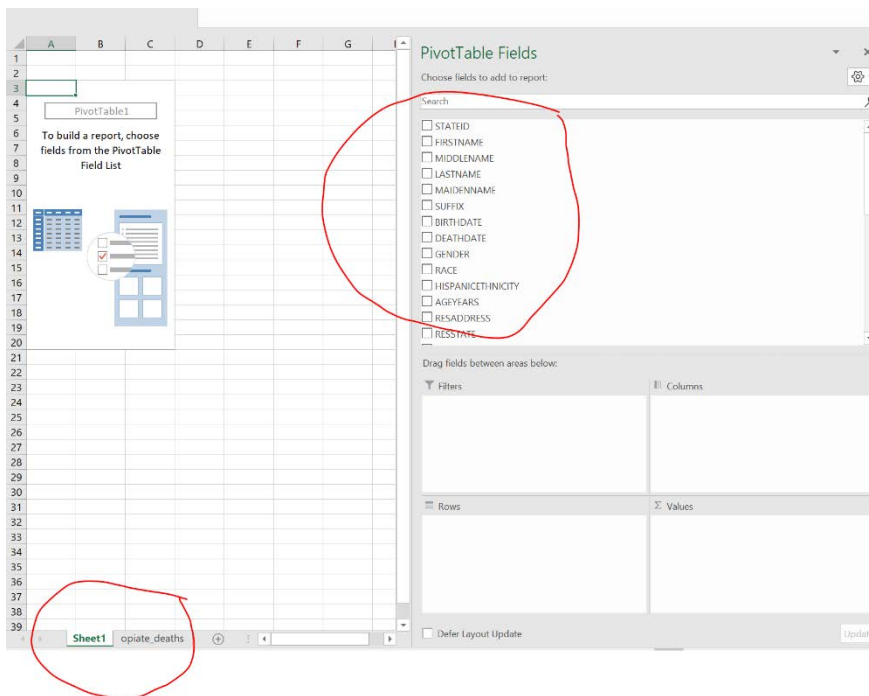 A B C D E F G
PivotTable Fields
Choose fields to add to report:
Search
1
2
3
4
5
6
7
8
9
10
11
12
13
14
15
16
17
18
19
20
21
22
23
24
25
26
27
28
29
30
31
32
33
34
35
36
37
38
39
PivotTable1
To build a report, choose
fields from the PivotTable
Field List
STATEID
FIRSTNAME
MIDDLENAME
LASTNAME
MAIDENNAME
SUFFIX
BIRTHDATE
DEATHDATE
GENDER
RACE
HISPANICETHNICITY
AGEYEARS
RESADDRESS
RESSTATE
Drag fields between areas below:
Filters
Columns
Rows
Σ Values
Sheet1 opiate_deaths
Defer Layout Update
Updat